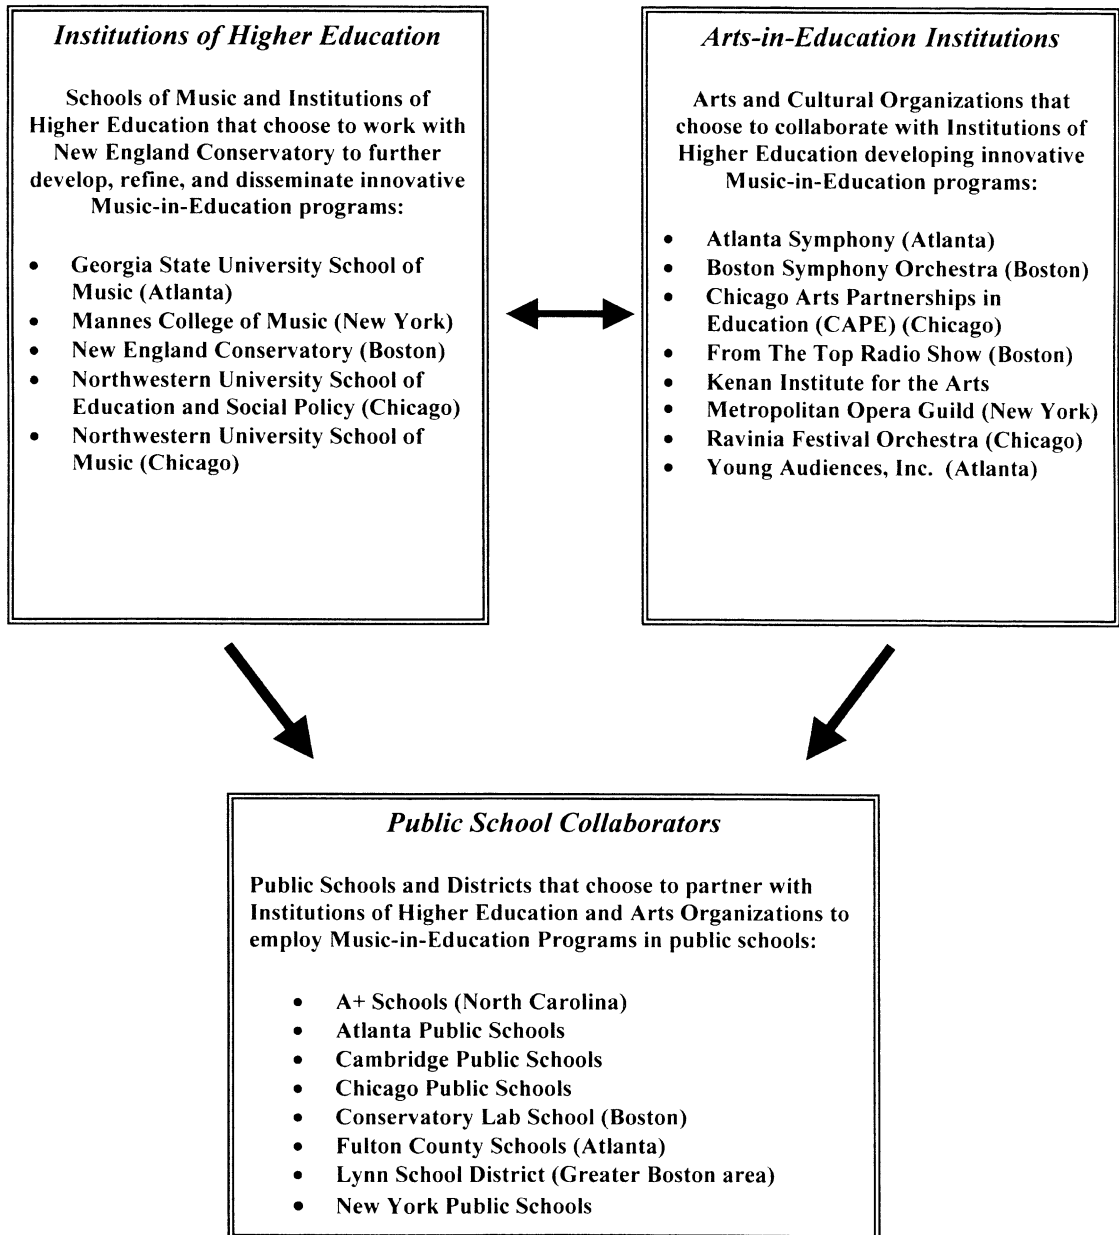 Institutions of Higher Education
Schools of Music and Institutions of
Higher Education that choose to work with
New England Conservatory to further
develop, refine, and disseminate innovative
Music-in-Education programs:
• Georgia State University School of
Music (Atlanta)
• Mannes College of Music (New York)
• New England Conservatory (Boston)
• Northwestern University School of
Education and Social Policy (Chicago)
• Northwestern University School of
Music (Chicago)
Arts-in-Education Institutions
Arts and Cultural Organizations that
choose to collaborate with Institutions of
Higher Education developing innovative
Music-in-Education programs:
• Atlanta Symphony (Atlanta)
• Boston Symphony Orchestra (Boston)
• Chicago Arts Partnerships in
Education (CAPE) (Chicago)
• From The Top Radio Show (Boston)
• Kenan Institute for the Arts
• Metropolitan Opera Guild (New York)
• Ravinia Festival Orchestra (Chicago)
• Young Audiences, Inc. (Atlanta)
Public School Collaborators
Public Schools and Districts that choose to partner with
Institutions of Higher Education and Arts Organizations to
employ Music-in-Education Programs in public schools:
• A+ Schools (North Carolina)
• Atlanta Public Schools
• Cambridge Public Schools
• Chicago Public Schools
• Conservatory Lab School (Boston)
• Fulton County Schools (Atlanta)
• Lynn School District (Greater Boston area)
• New York Public Schools